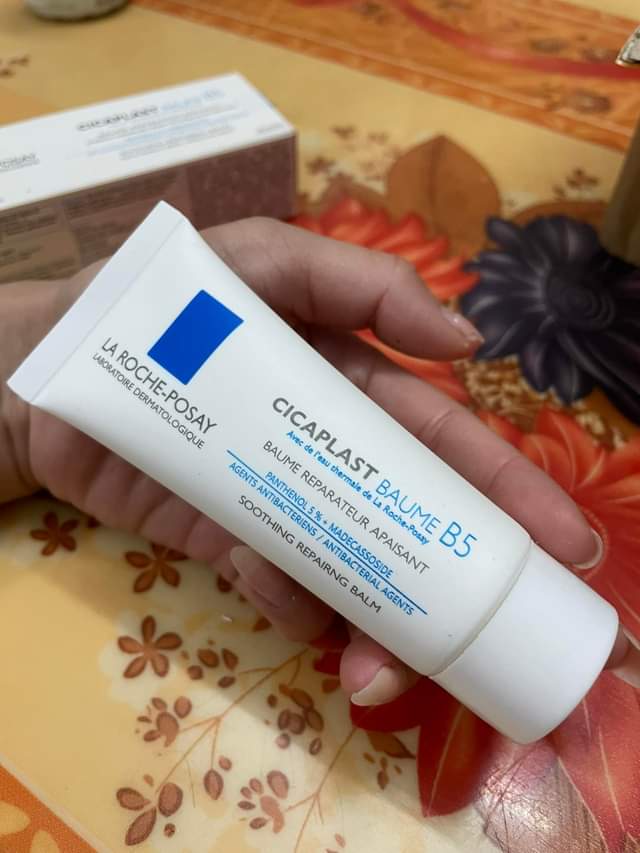 CICAPLAST BAUME B5
LA ROCHE-POSAY
LABORATOIRE DERMATOLOGIQUE
CICAPLAST BAUME B5
Avec de l'eau thermale de La Roche-Posay
BAUME REPARATEUR APAISANT
PANTHENOL 5 % + MADECASSOSIDE
AGENTS ANTIBACTERIENS / ANTIBACTERIAL AGENTS
SOOTHING REPAIRNG BALM